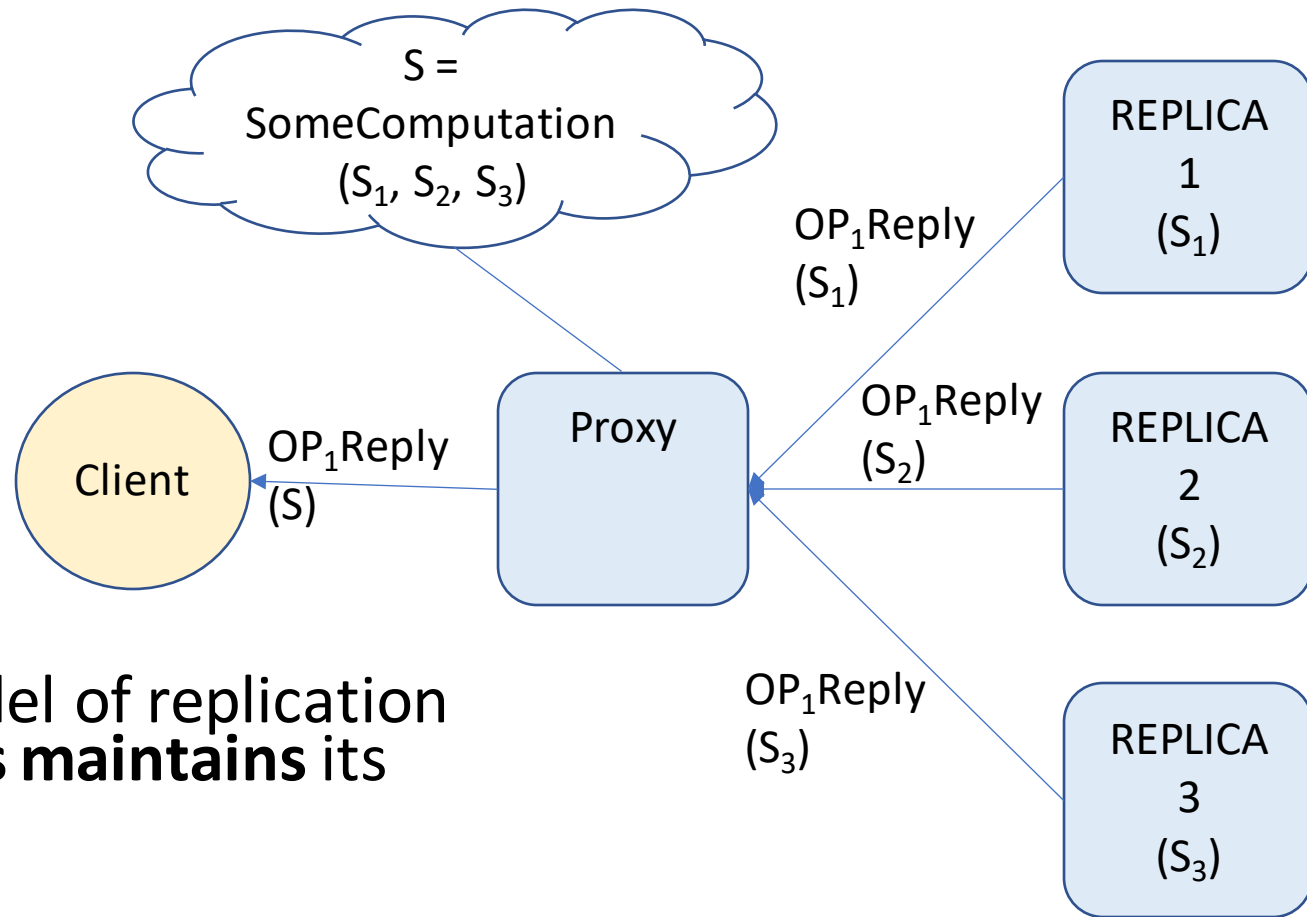 S =
SomeComputation
(S₁, S₂, S₃)
REPLICA
1
(S₁)
OP₁Reply
(S₁)
Client
OP₁Reply
(S)
Proxy
OP₁Reply
(S₂)
REPLICA
2
(S₂)
of replication
maintains its
OP₁Reply
(S₃)
REPLICA
3
(S₃)